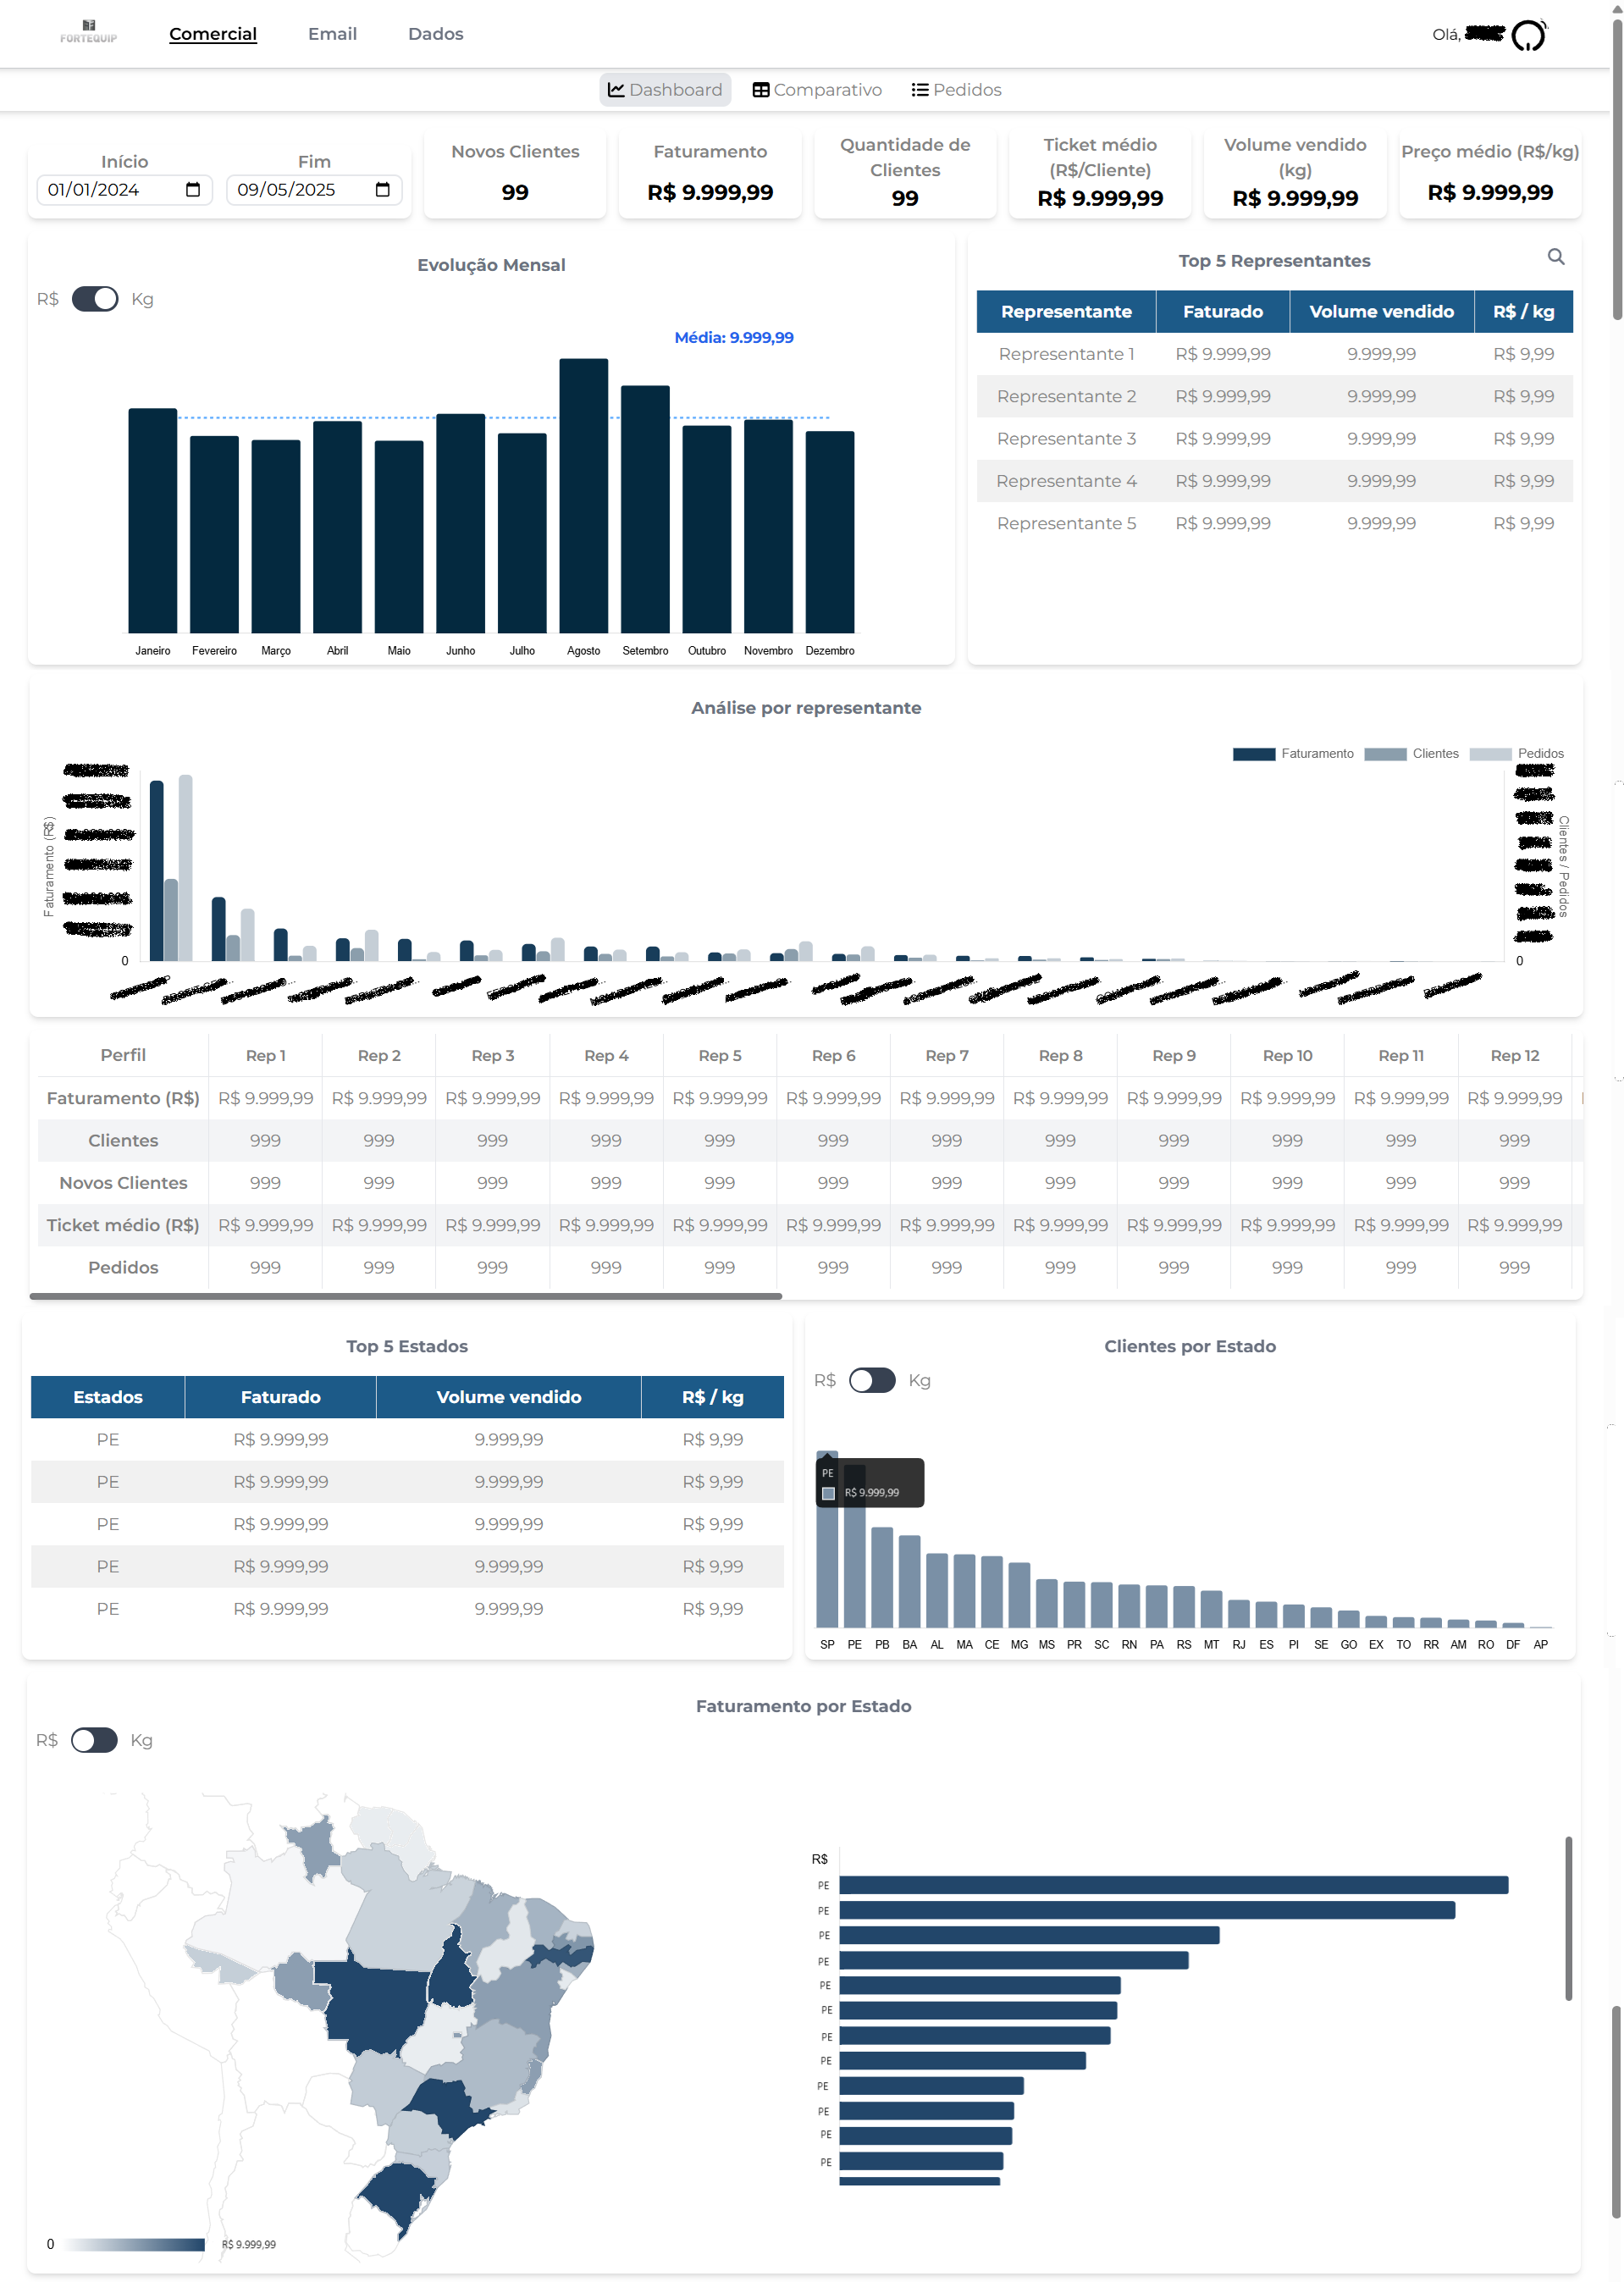 FORTEQUIP
Comercial Email Dados
Olá,
Dashboard Comparativo Pedidos
Início Fim
01/01/2024 09/05/2025
Novos Clientes
99
Faturamento
R$ 9.999,99
Quantidade de
Clientes
99
Ticket médio
(R$/Cliente)
R$ 9.999,99
Volume vendido
(kg)
R$ 9.999,99
Preço médio (R$/kg)
R$ 9.999,99
Evolução Mensal
R$ Kg
Média: 9.999,99
Janeiro Fevereiro Março Abril Maio Junho Julho Agosto Setembro Outubro Novembro Dezembro
Top 5 Representantes
Representante Faturado Volume vendido R$ / kg
Representante 1 R$ 9.999,99 9.999,99 R$ 9,99
Representante 2 R$ 9.999,99 9.999,99 R$ 9,99
Representante 3 R$ 9.999,99 9.999,99 R$ 9,99
Representante 4 R$ 9.999,99 9.999,99 R$ 9,99
Representante 5 R$ 9.999,99 9.999,99 R$ 9,99
Análise por representante
Faturamento Clientes Pedidos
Faturamento (R$)
Clientes / Pedidos
0 0
Perfil Rep 1 Rep 2 Rep 3 Rep 4 Rep 5 Rep 6 Rep 7 Rep 8 Rep 9 Rep 10 Rep 11 Rep 12
Faturamento (R$) R$ 9.999,99 R$ 9.999,99 R$ 9.999,99 R$ 9.999,99 R$ 9.999,99 R$ 9.999,99 R$ 9.999,99 R$ 9.999,99 R$ 9.999,99 R$ 9.999,99 R$ 9.999,99 R$ 9.999,99
Clientes 999 999 999 999 999 999 999 999 999 999 999 999
Novos Clientes 999 999 999 999 999 999 999 999 999 999 999 999
Ticket médio (R$) R$ 9.999,99 R$ 9.999,99 R$ 9.999,99 R$ 9.999,99 R$ 9.999,99 R$ 9.999,99 R$ 9.999,99 R$ 9.999,99 R$ 9.999,99 R$ 9.999,99 R$ 9.999,99 R$ 9.999,99
Pedidos 999 999 999 999 999 999 999 999 999 999 999 999
Top 5 Estados
Estados Faturado Volume vendido R$ / kg
PE R$ 9.999,99 9.999,99 R$ 9,99
PE R$ 9.999,99 9.999,99 R$ 9,99
PE R$ 9.999,99 9.999,99 R$ 9,99
PE R$ 9.999,99 9.999,99 R$ 9,99
PE R$ 9.999,99 9.999,99 R$ 9,99
Clientes por Estado
R$ Kg
PE
R$ 9.999,99
SP PE PB BA AL MA CE MG MS PR SC RN PA RS MT RJ ES PI SE GO EX TO RR AM RO DF AP
Faturamento por Estado
R$ Kg
0 R$ 9.999,99
R$
PE
PE
PE
PE
PE
PE
PE
PE
PE
PE
PE
PE